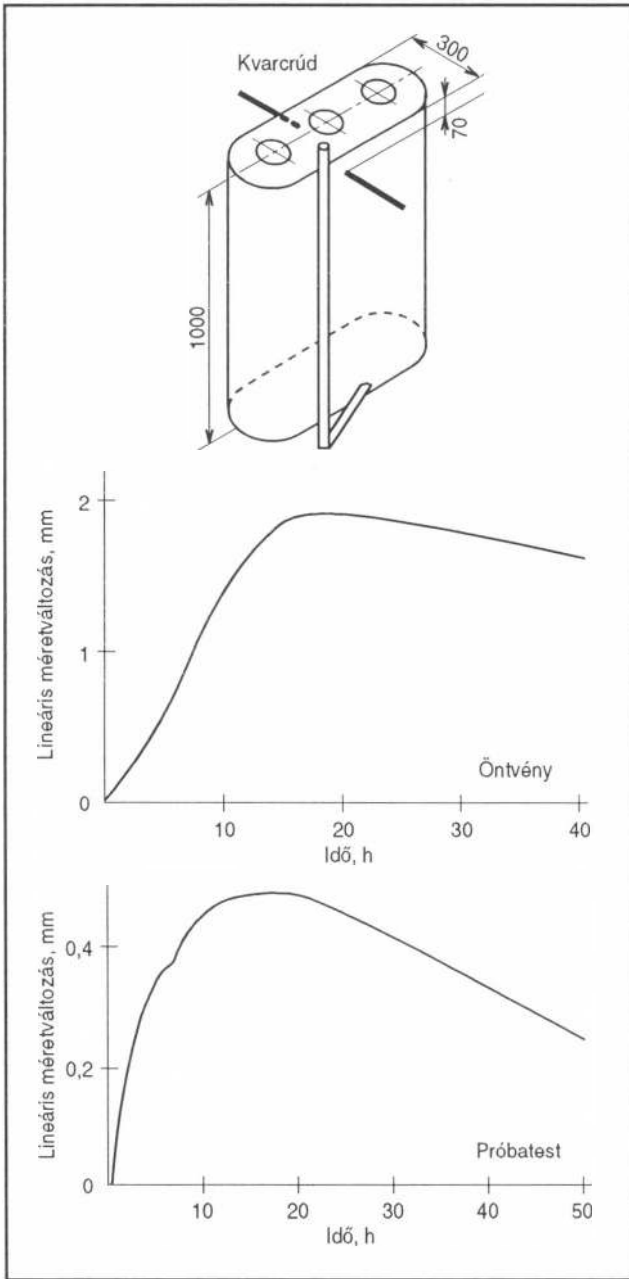 Kvarcrúd
300
70
1000
Lineáris méretváltozás, mm
2
1
0
10
20
30
40
Öntvény
Idő, h
Lineáris méretváltozás, mm
0,4
0,2
0
10
20
30
40
50
Próbatest
Idő, h